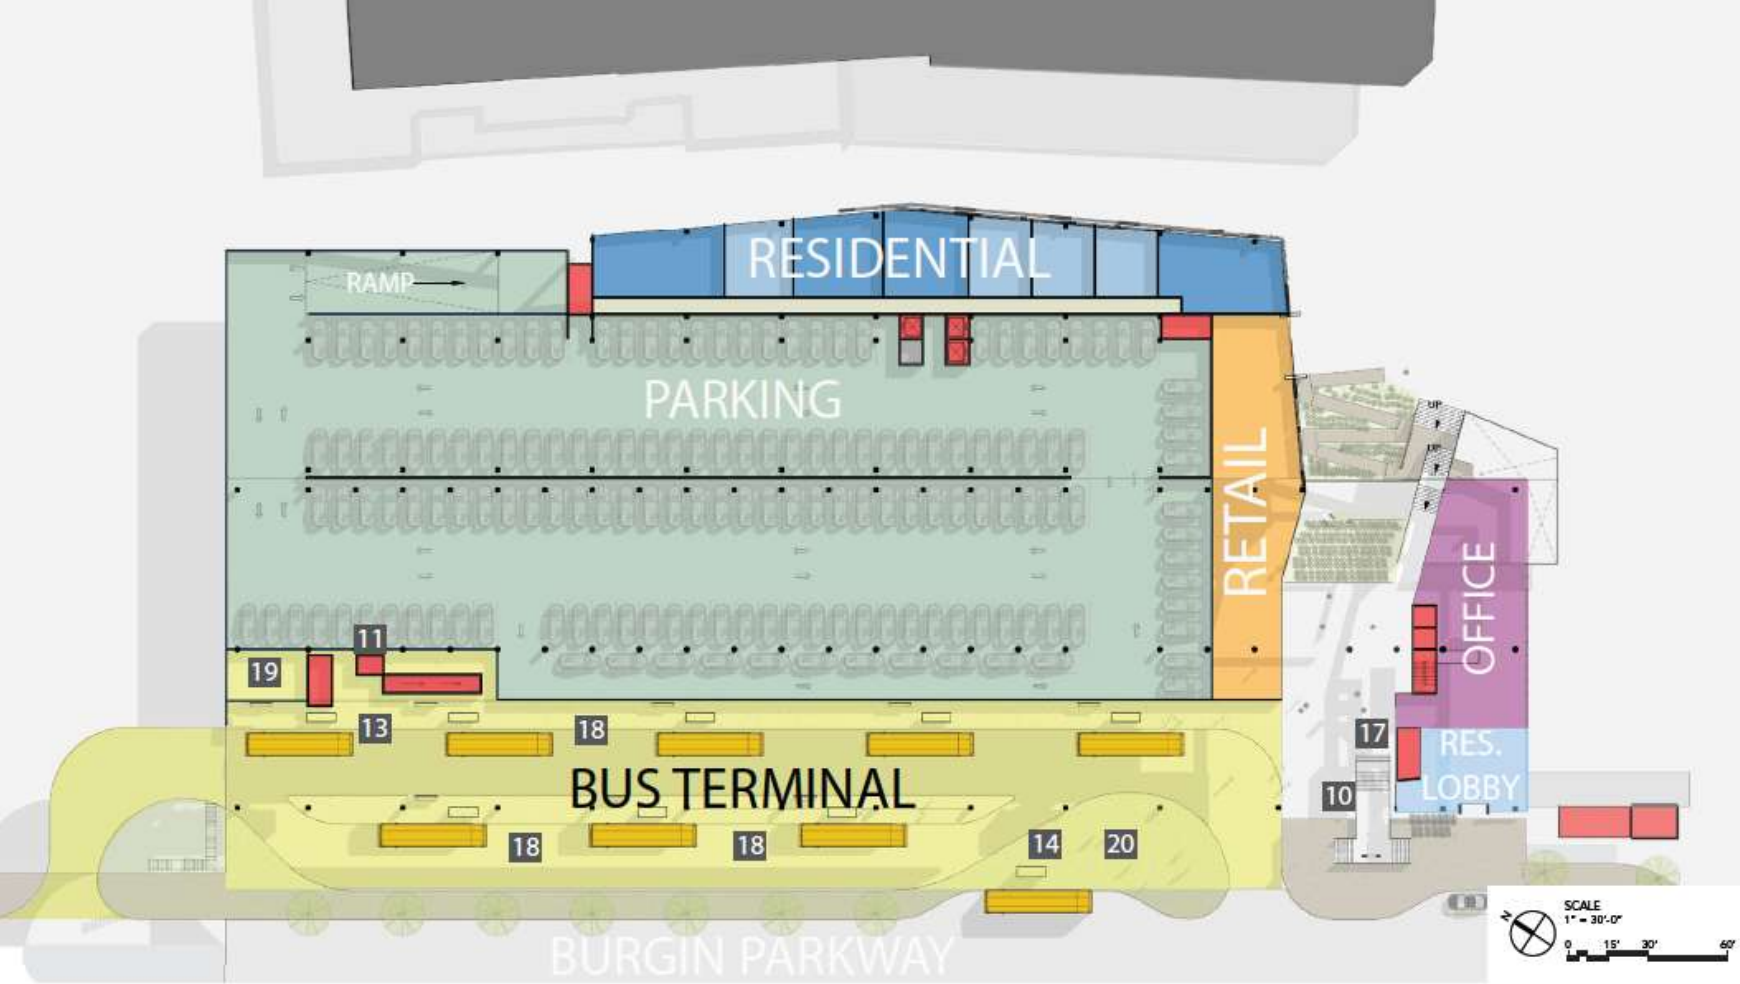 RESIDENTIAL
RAMP
PARKING
UP
UP
RETAIL
OFFICE
11
19
13
18
17
RES.
LOBBY
BUS TERMINAL
10
18
18
14
20
BURGIN PARKWAY
N
SCALE
1" = 30'-0"
0 15' 30' 60'